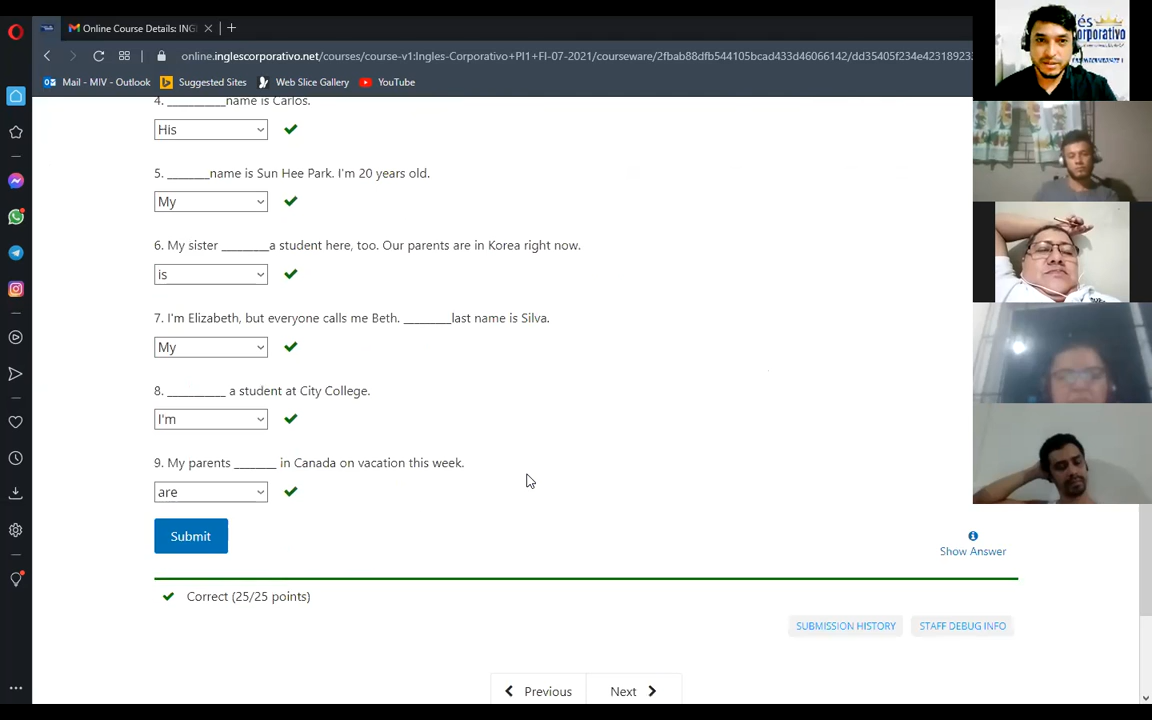 Online Course Details: ING
online.inglescorporativo.net/courses/course-v1:Ingles-Corporativo+PI1+FI-07-2021/courseware/2fbab88dfb544105bcad433d46066142/dd35405f234e42318923
Mail - MIV - Outlook
Suggested Sites
Web Slice Gallery
YouTube
4. __________name is Carlos.
His
5. _______name is Sun Hee Park. I'm 20 years old.
My
6. My sister ________a student here, too. Our parents are in Korea right now.
is
7. I'm Elizabeth, but everyone calls me Beth. ________last name is Silva.
My
8. __________ a student at City College.
I'm
9. My parents _______ in Canada on vacation this week.
are
Submit
Show Answer
Correct (25/25 points)
SUBMISSION HISTORY
STAFF DEBUG INFO
Previous
Next